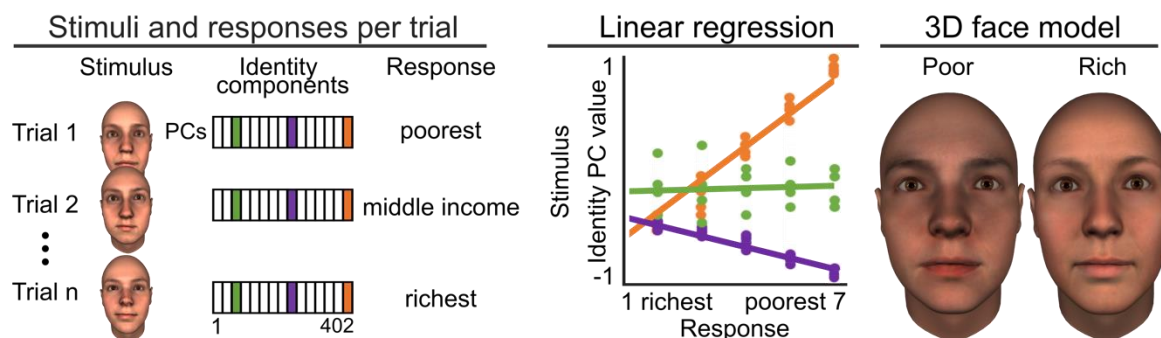 Stimuli and responses per trial
Stimulus
Identity components
Response
Trial 1
PCs
poorest
Trial 2
middle income
Trial n
richest
1
402
Linear regression
1
Stimulus
Identity PC value
-1
1 richest
poorest 7
Response
3D face model
Poor
Rich